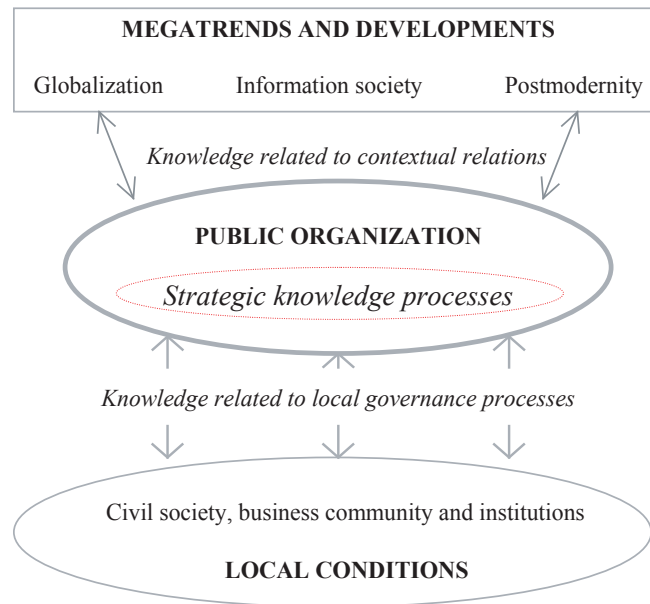 MEGATRENDS AND DEVELOPMENTS
Globalization Information society Postmodernity
Knowledge related to contextual relations
PUBLIC ORGANIZATION
Strategic knowledge processes
Knowledge related to local governance processes
Civil society, business community and institutions
LOCAL CONDITIONS